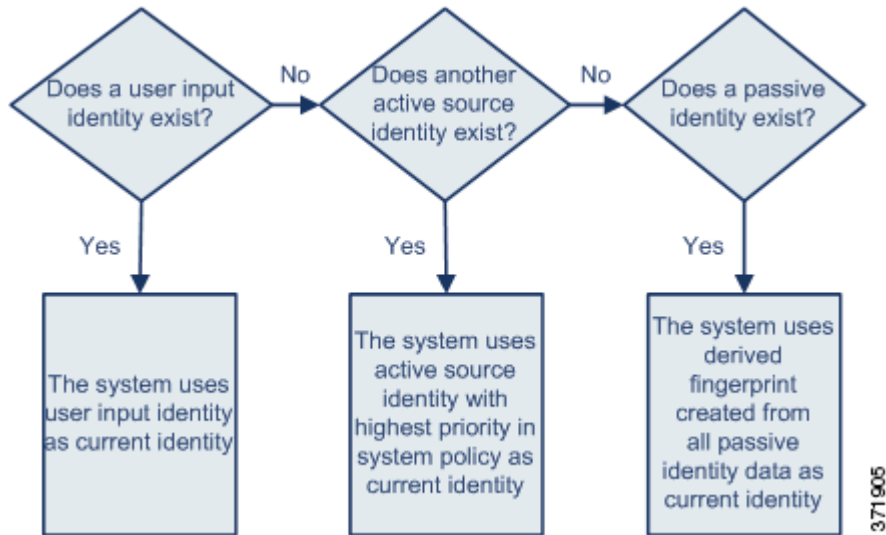 Does a user input
identity exist?
No
Does another
active source
identity exist?
No
Does a passive
identity exist?
Yes
Yes
Yes
The system uses
user input identity
as current identity
The system uses
active source
identity with
highest priority in
system policy as
current identity
The system uses
derived
fingerprint
created from
all passive
identity data as
current identity
371905